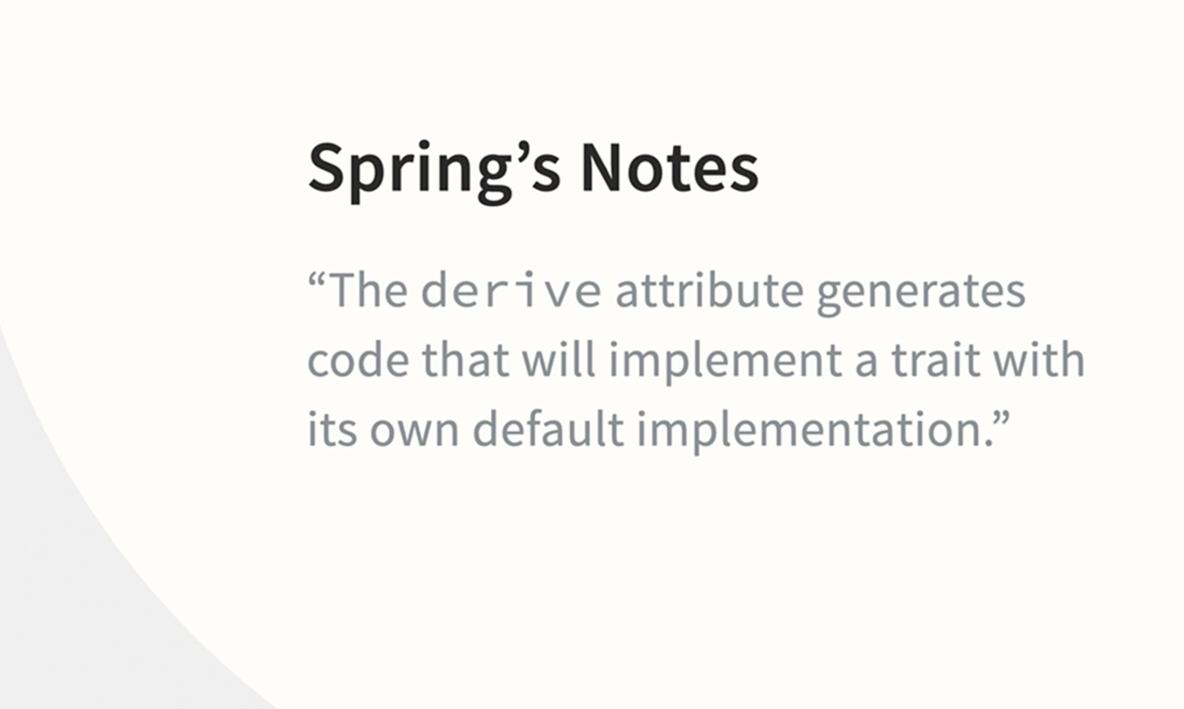 Spring’s Notes
“The derive attribute generates
code that will implement a trait with
its own default implementation.”